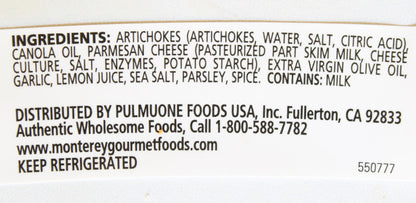 INGREDIENTS: ARTICHOKES (ARTICHOKES, WATER, SALT, CITRIC ACID),
CANOLA OIL, PARMESAN CHEESE (PASTEURIZED PART SKIM MILK, CHEESE
CULTURE, SALT, ENZYMES, POTATO STARCH), EXTRA VIRGIN OLIVE OIL,
GARLIC, LEMON JUICE, SEA SALT, PARSLEY, SPICE. CONTAINS: MILK
DISTRIBUTED BY PULMUONE FOODS USA, Inc. Fullerton, CA 92833
Authentic Wholesome Foods, Call 1-800-588-7782
www.montereygourmetfoods.com
KEEP REFRIGERATED 550777